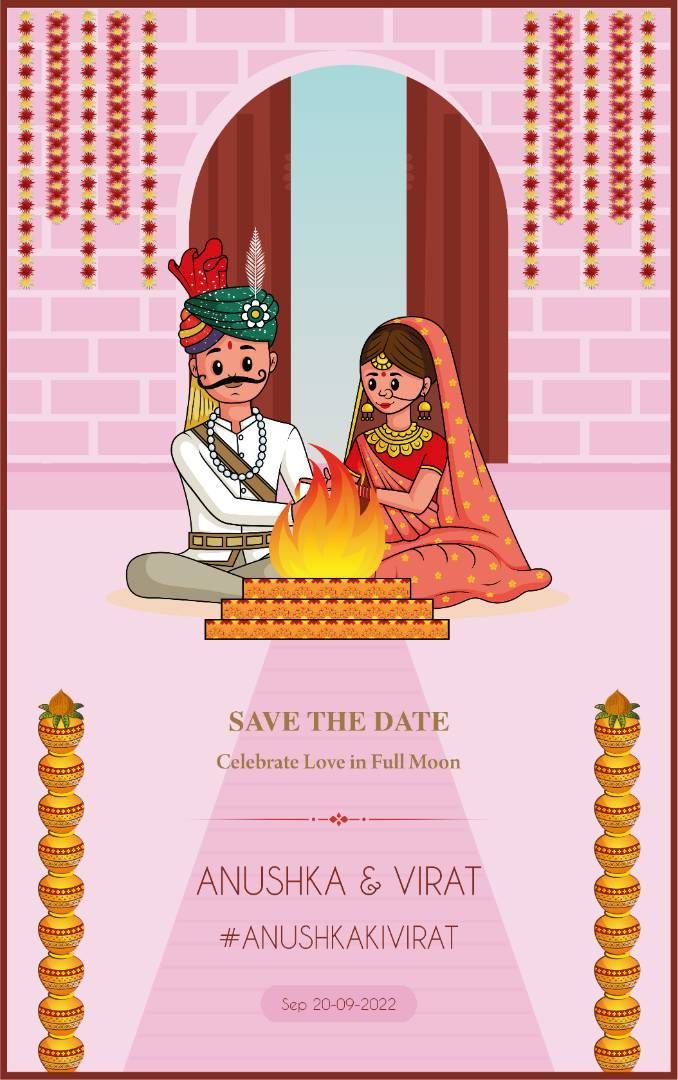 SAVE THE DATE
Celebrate Love in Full Moon
ANUSHKA & VIRAT
#ANUSHKAKIVIRAT
Sep 20-09-2022